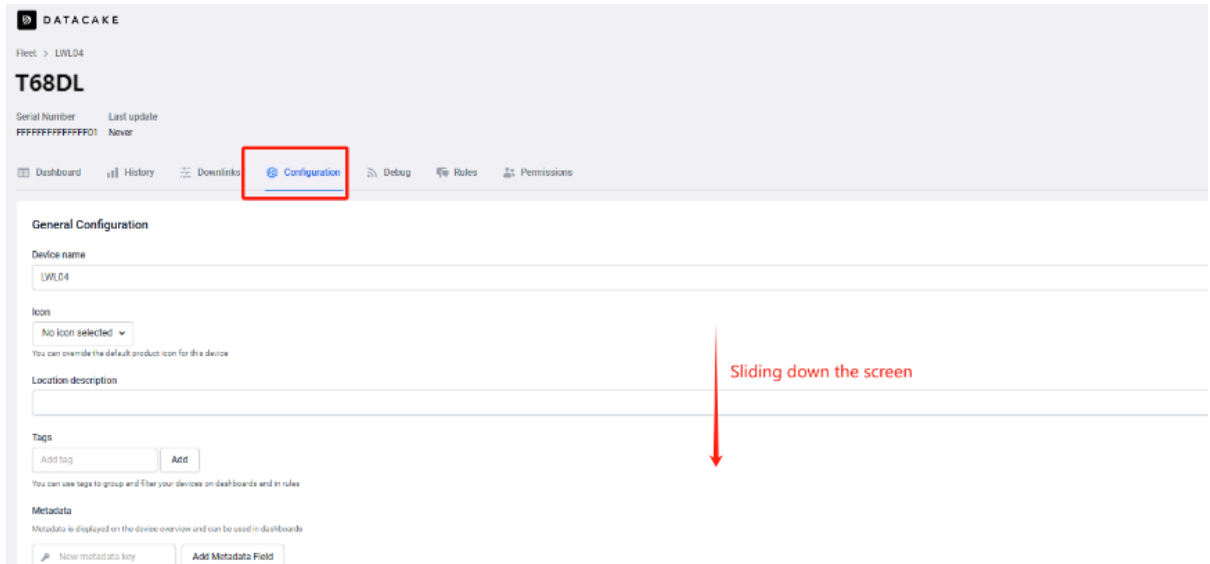 DATACAKE
Fleet > LWL04
T68DL
Serial Number Last update
FFFFFFFFFFFFFF01 Never
Dashboard History Downlinks Configuration Debug Rules Permissions
General Configuration
Device name
LWL04
Icon
No icon selected
You can override the default product icon for this device
Location description
Sliding down the screen
Tags
Add tag Add
You can use tags to group and filter your devices on dashboards and in rules
Metadata
Metadata is displayed on the device overview and can be used in dashboards
New metadata key Add Metadata Field